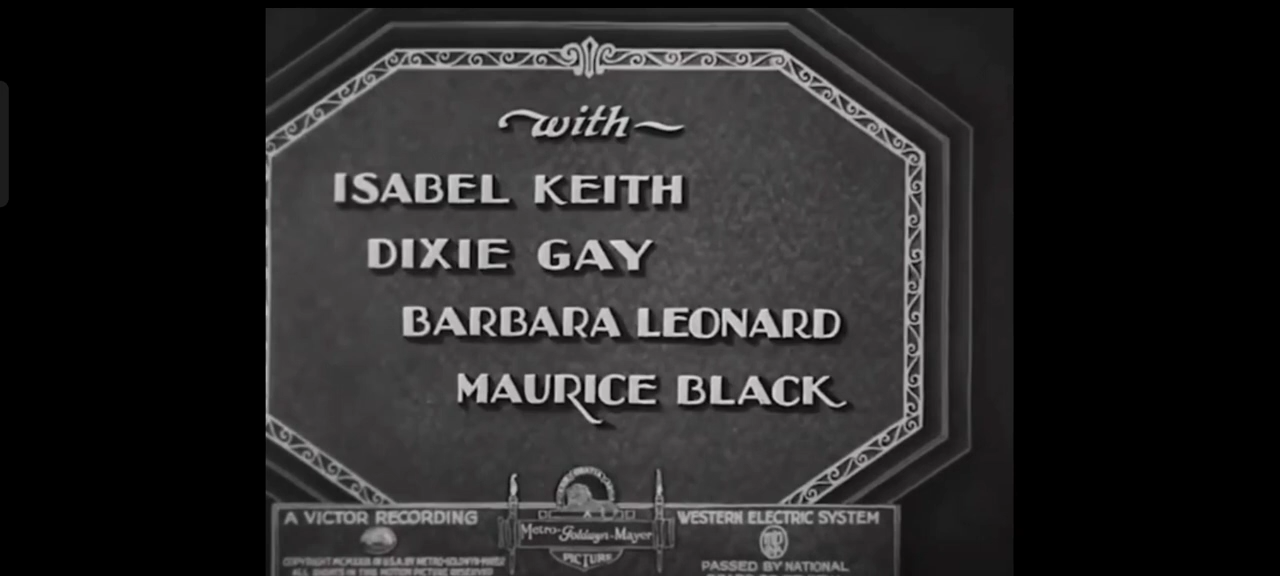 with
ISABEL KEITH
DIXIE GAY
BARBARA LEONARD
MAURICE BLACK
A VICTOR RECORDING
Metro-Goldwyn-Mayer
PICTURE
WESTERN ELECTRIC SYSTEM
PASSED BY NATIONAL